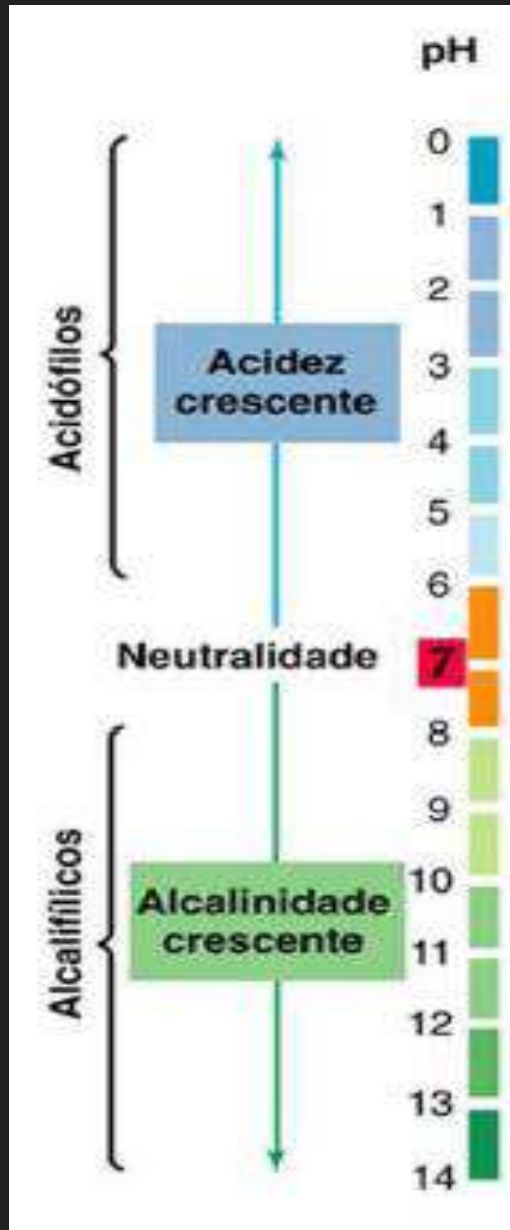 pH
0
1
2
3
4
5
6
7
8
9
10
11
12
13
14
Acidófilos
Acidez
crescente
Neutralidade
Alcalifílicos
Alcalinidade
crescente